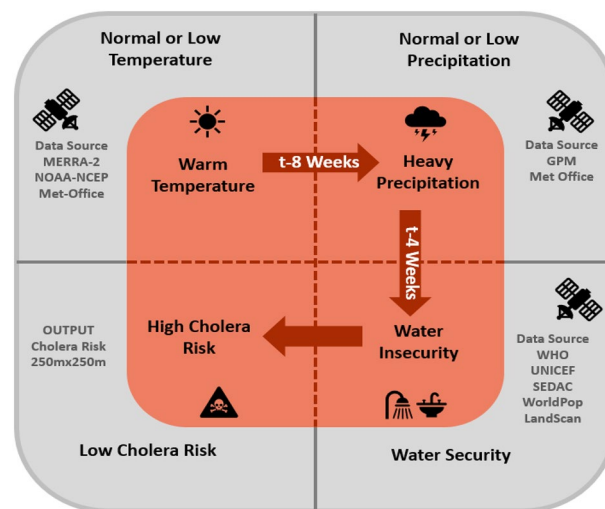 Normal or Low
Temperature
Normal or Low
Precipitation
Data Source
MERRA-2
NOAA-NCEP
Met-Office
Warm
Temperature
t-8 Weeks
Heavy
Precipitation
Data Source
GPM
Met Office
t-4 Weeks
OUTPUT
Cholera Risk
250mx250m
High Cholera
Risk
Water
Insecurity
Data Source
WHO
UNICEF
SEDAC
WorldPop
LandScan
Low Cholera Risk
Water Security